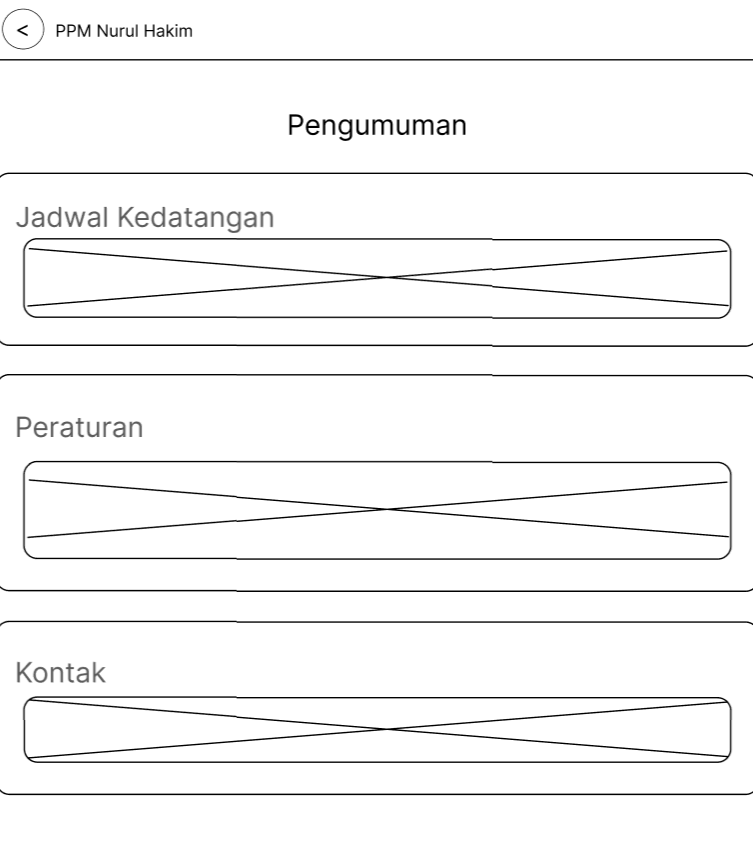 < PPM Nurul Hakim
Pengumuman
Jadwal Kedatangan
Peraturan
Kontak